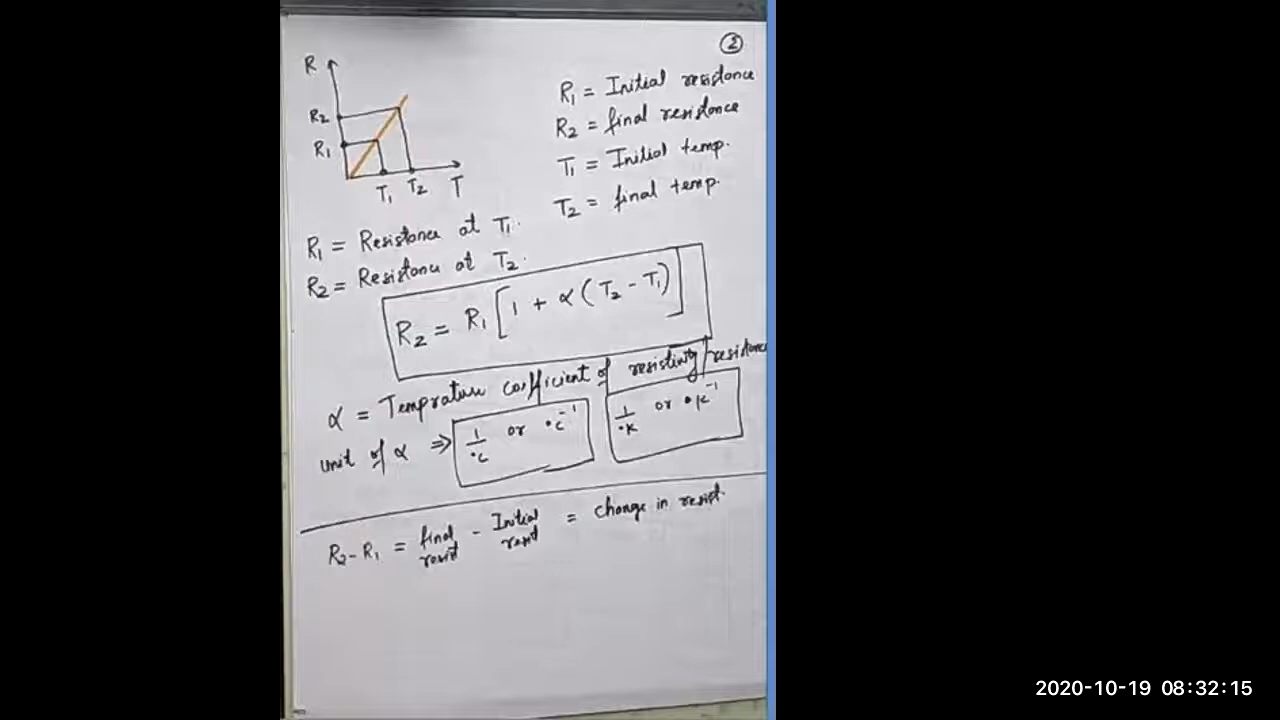 ②
R
R₂
R₁
T₁ T₂ T
R₁ = Initial resistance
R₂ = final resistance
T₁ = Initial temp.
T₂ = final temp.
R₁ = Resistance at T₁.
R₂ = Resistance at T₂.
R₂ = R₁ [1 + α (T₂ - T₁)]
α = Temprature coefficient of resistivity/resistance
unit of α ⇒ 1/°C or °C⁻¹ 1/°K or °K⁻¹
R₂ - R₁ = final resist - Initial resist = change in resist.
2020-10-19 08:32:15